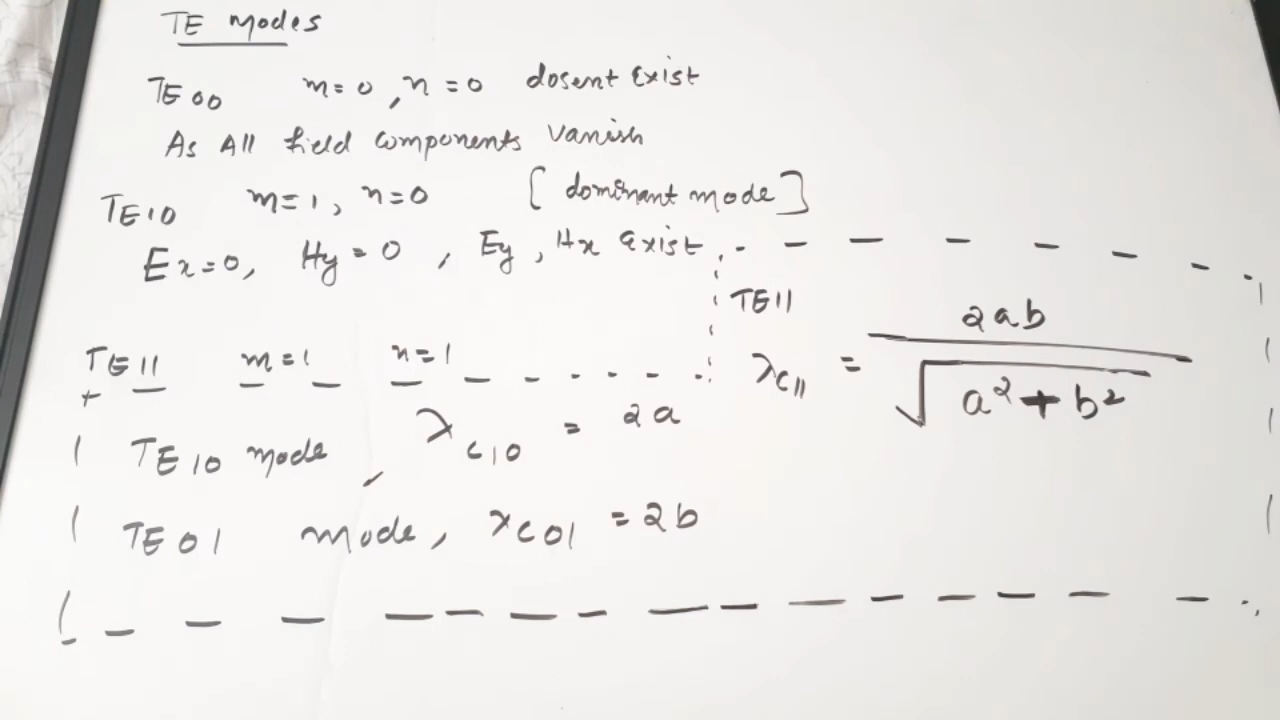 TE modes
TE00 m=0, n=0 dosent Exist
As All field components vanish
TE10 m=1, n=0 [dominant mode]
Ex=0, Hy=0, Ey, Hx exist
TE11
TE11 m=1 n=1
λc11 = 2ab / √(a²+b²)
TE10 mode, λc10 = 2a
TE01 mode, λc01 = 2b